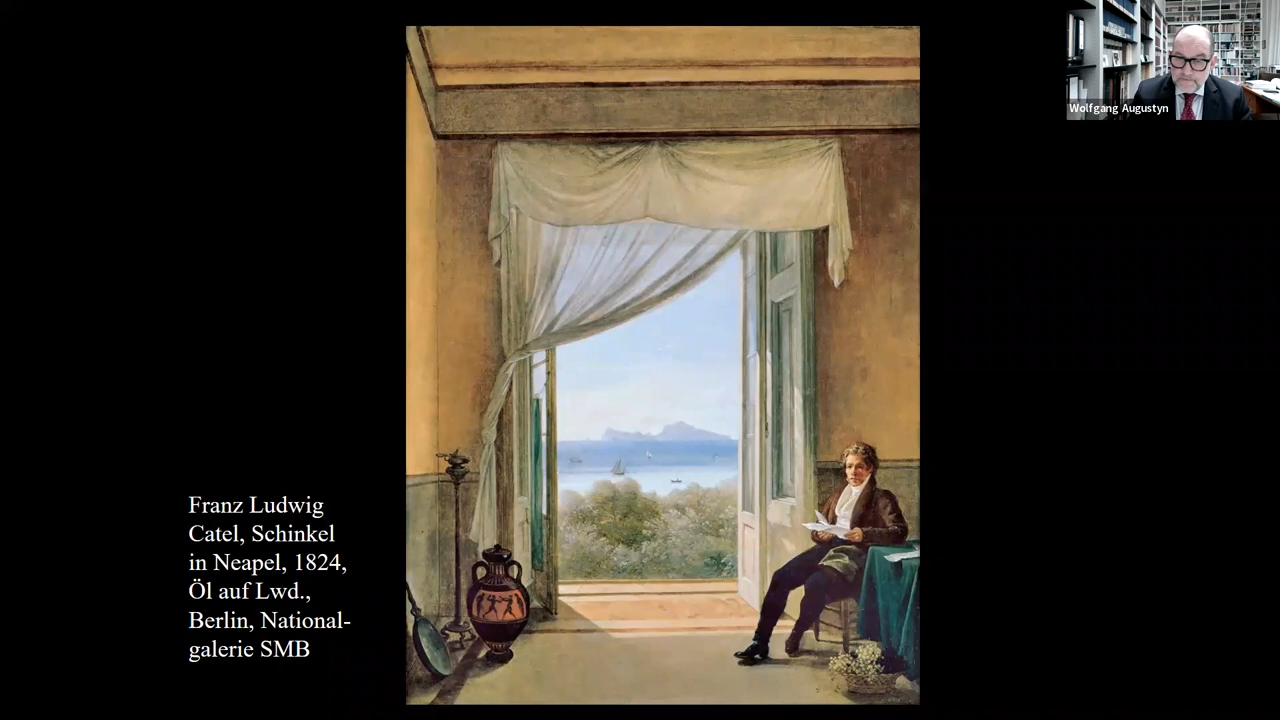 Wolfgang Augustyn
Franz Ludwig
Catel, Schinkel
in Neapel, 1824,
Öl auf Lwd.,
Berlin, National-
galerie SMB